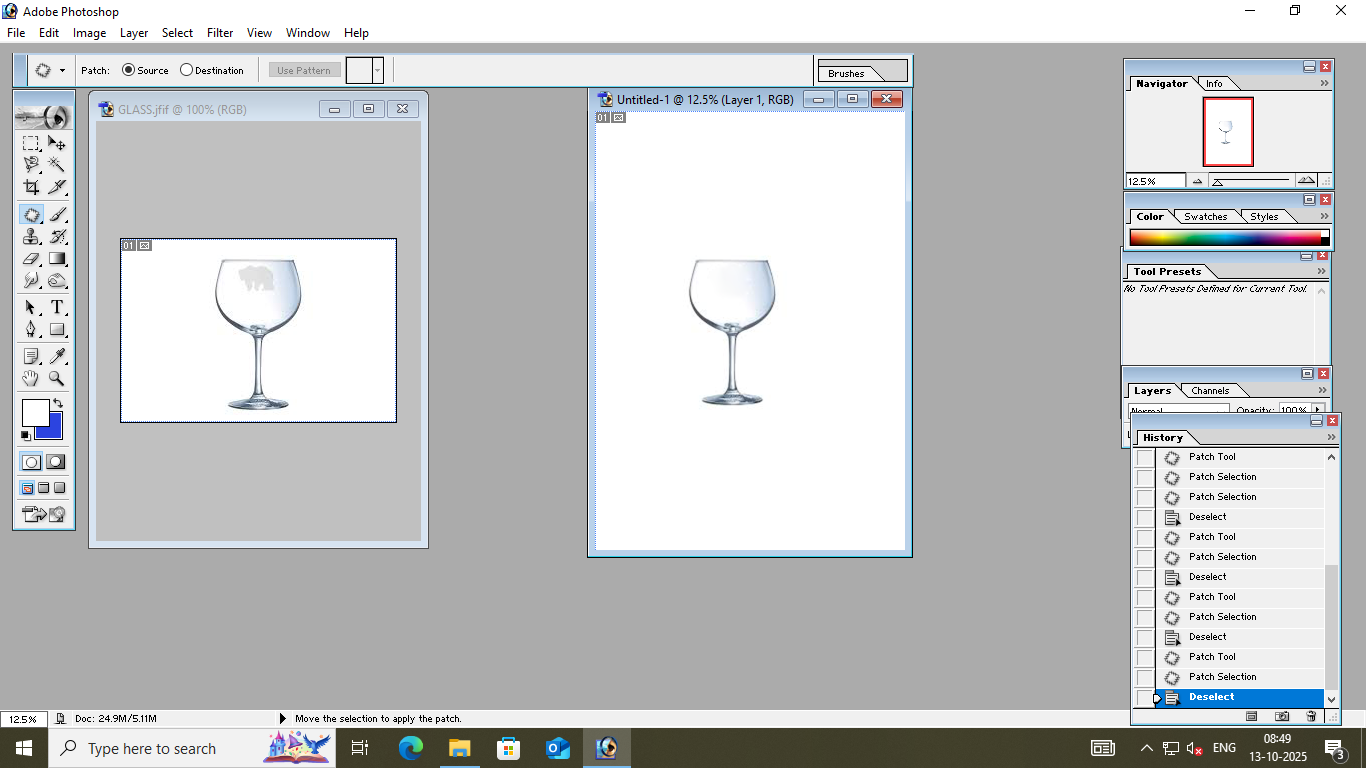 Adobe Photoshop
File Edit Image Layer Select Filter View Window Help
Patch: Source Destination Use Pattern
Brushes
GLASS.jfif @ 100% (RGB)
01
Untitled-1 @ 12.5% (Layer 1, RGB)
01
Navigator Info
12.5%
Color Swatches Styles
Tool Presets
No Tool Presets Defined for Current Tool.
Layers Channels
Normal Opacity: 100%
History
Patch Tool
Patch Selection
Patch Selection
Deselect
Patch Tool
Patch Selection
Deselect
Patch Tool
Patch Selection
Deselect
Patch Tool
Patch Selection
Deselect
T
12.5% Doc: 24.9M/5.11M Move the selection to apply the patch.
Type here to search
ENG
08:49
13-10-2025
3